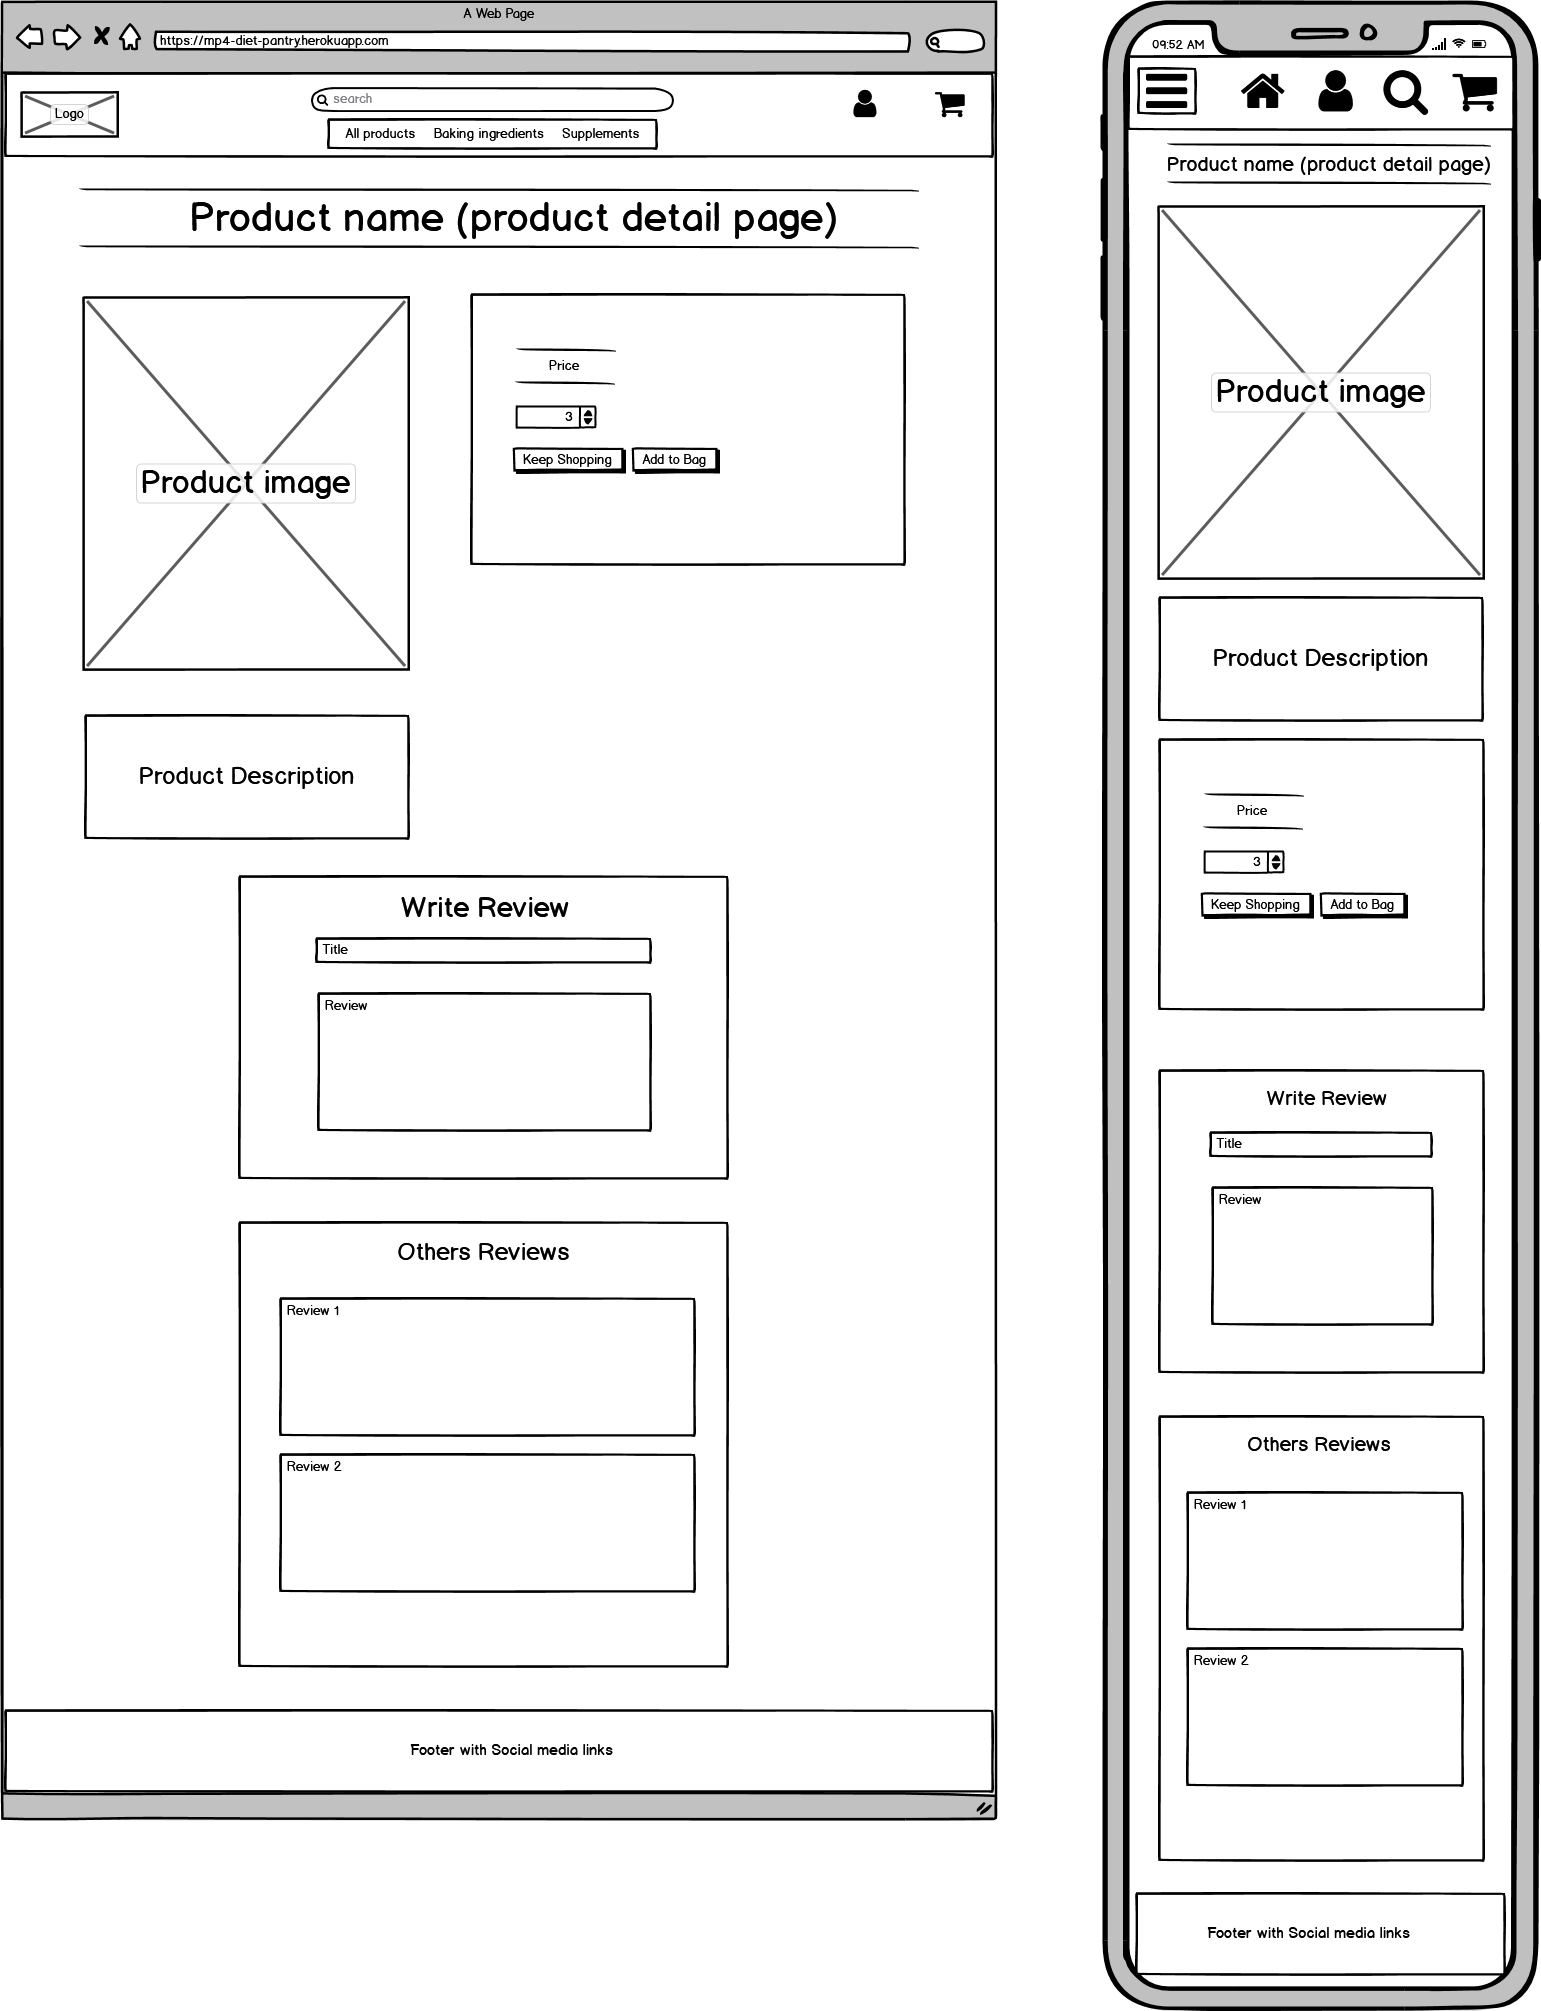 A Web Page
https://mp4-diet-pantry.herokuapp.com
Logo
search
All products Baking ingredients Supplements
Product name (product detail page)
Product image
Price
3
Keep Shopping Add to Bag
Product Description
Write Review
Title
Review
Others Reviews
Review 1
Review 2
Footer with Social media links
09:52 AM
Product name (product detail page)
Product image
Product Description
Price
3
Keep Shopping Add to Bag
Write Review
Title
Review
Others Reviews
Review 1
Review 2
Footer with Social media links